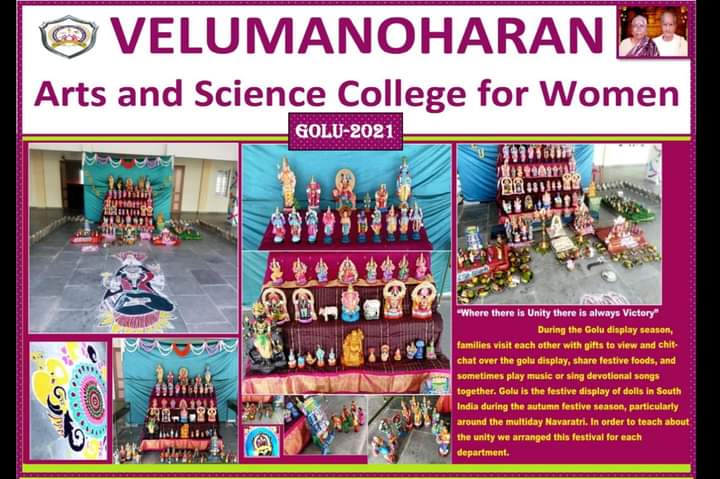 VELUMANOHARAN
Arts and Science College for Women
GOLU-2021
“Where there is Unity there is always Victory”
During the Golu display season,
families visit each other with gifts to view and chit-
chat over the golu display, share festive foods, and
sometimes play music or sing devotional songs
together. Golu is the festive display of dolls in South
India during the autumn festive season, particularly
around the multiday Navaratri. In order to teach about
the unity we arranged this festival for each
department.